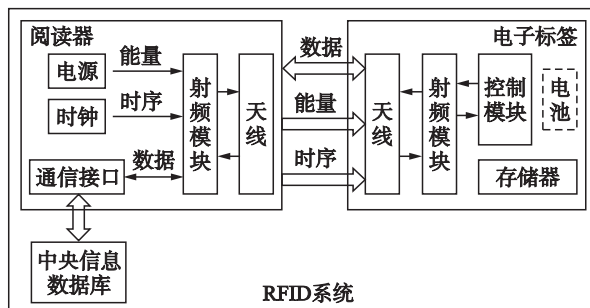 阅读器
电源
能量
时钟
时序
通信接口
数据
射频模块
天线
中央信息
数据库
数据
能量
时序
电子标签
天线
射频模块
控制
模块
电池
存储器
RFID系统